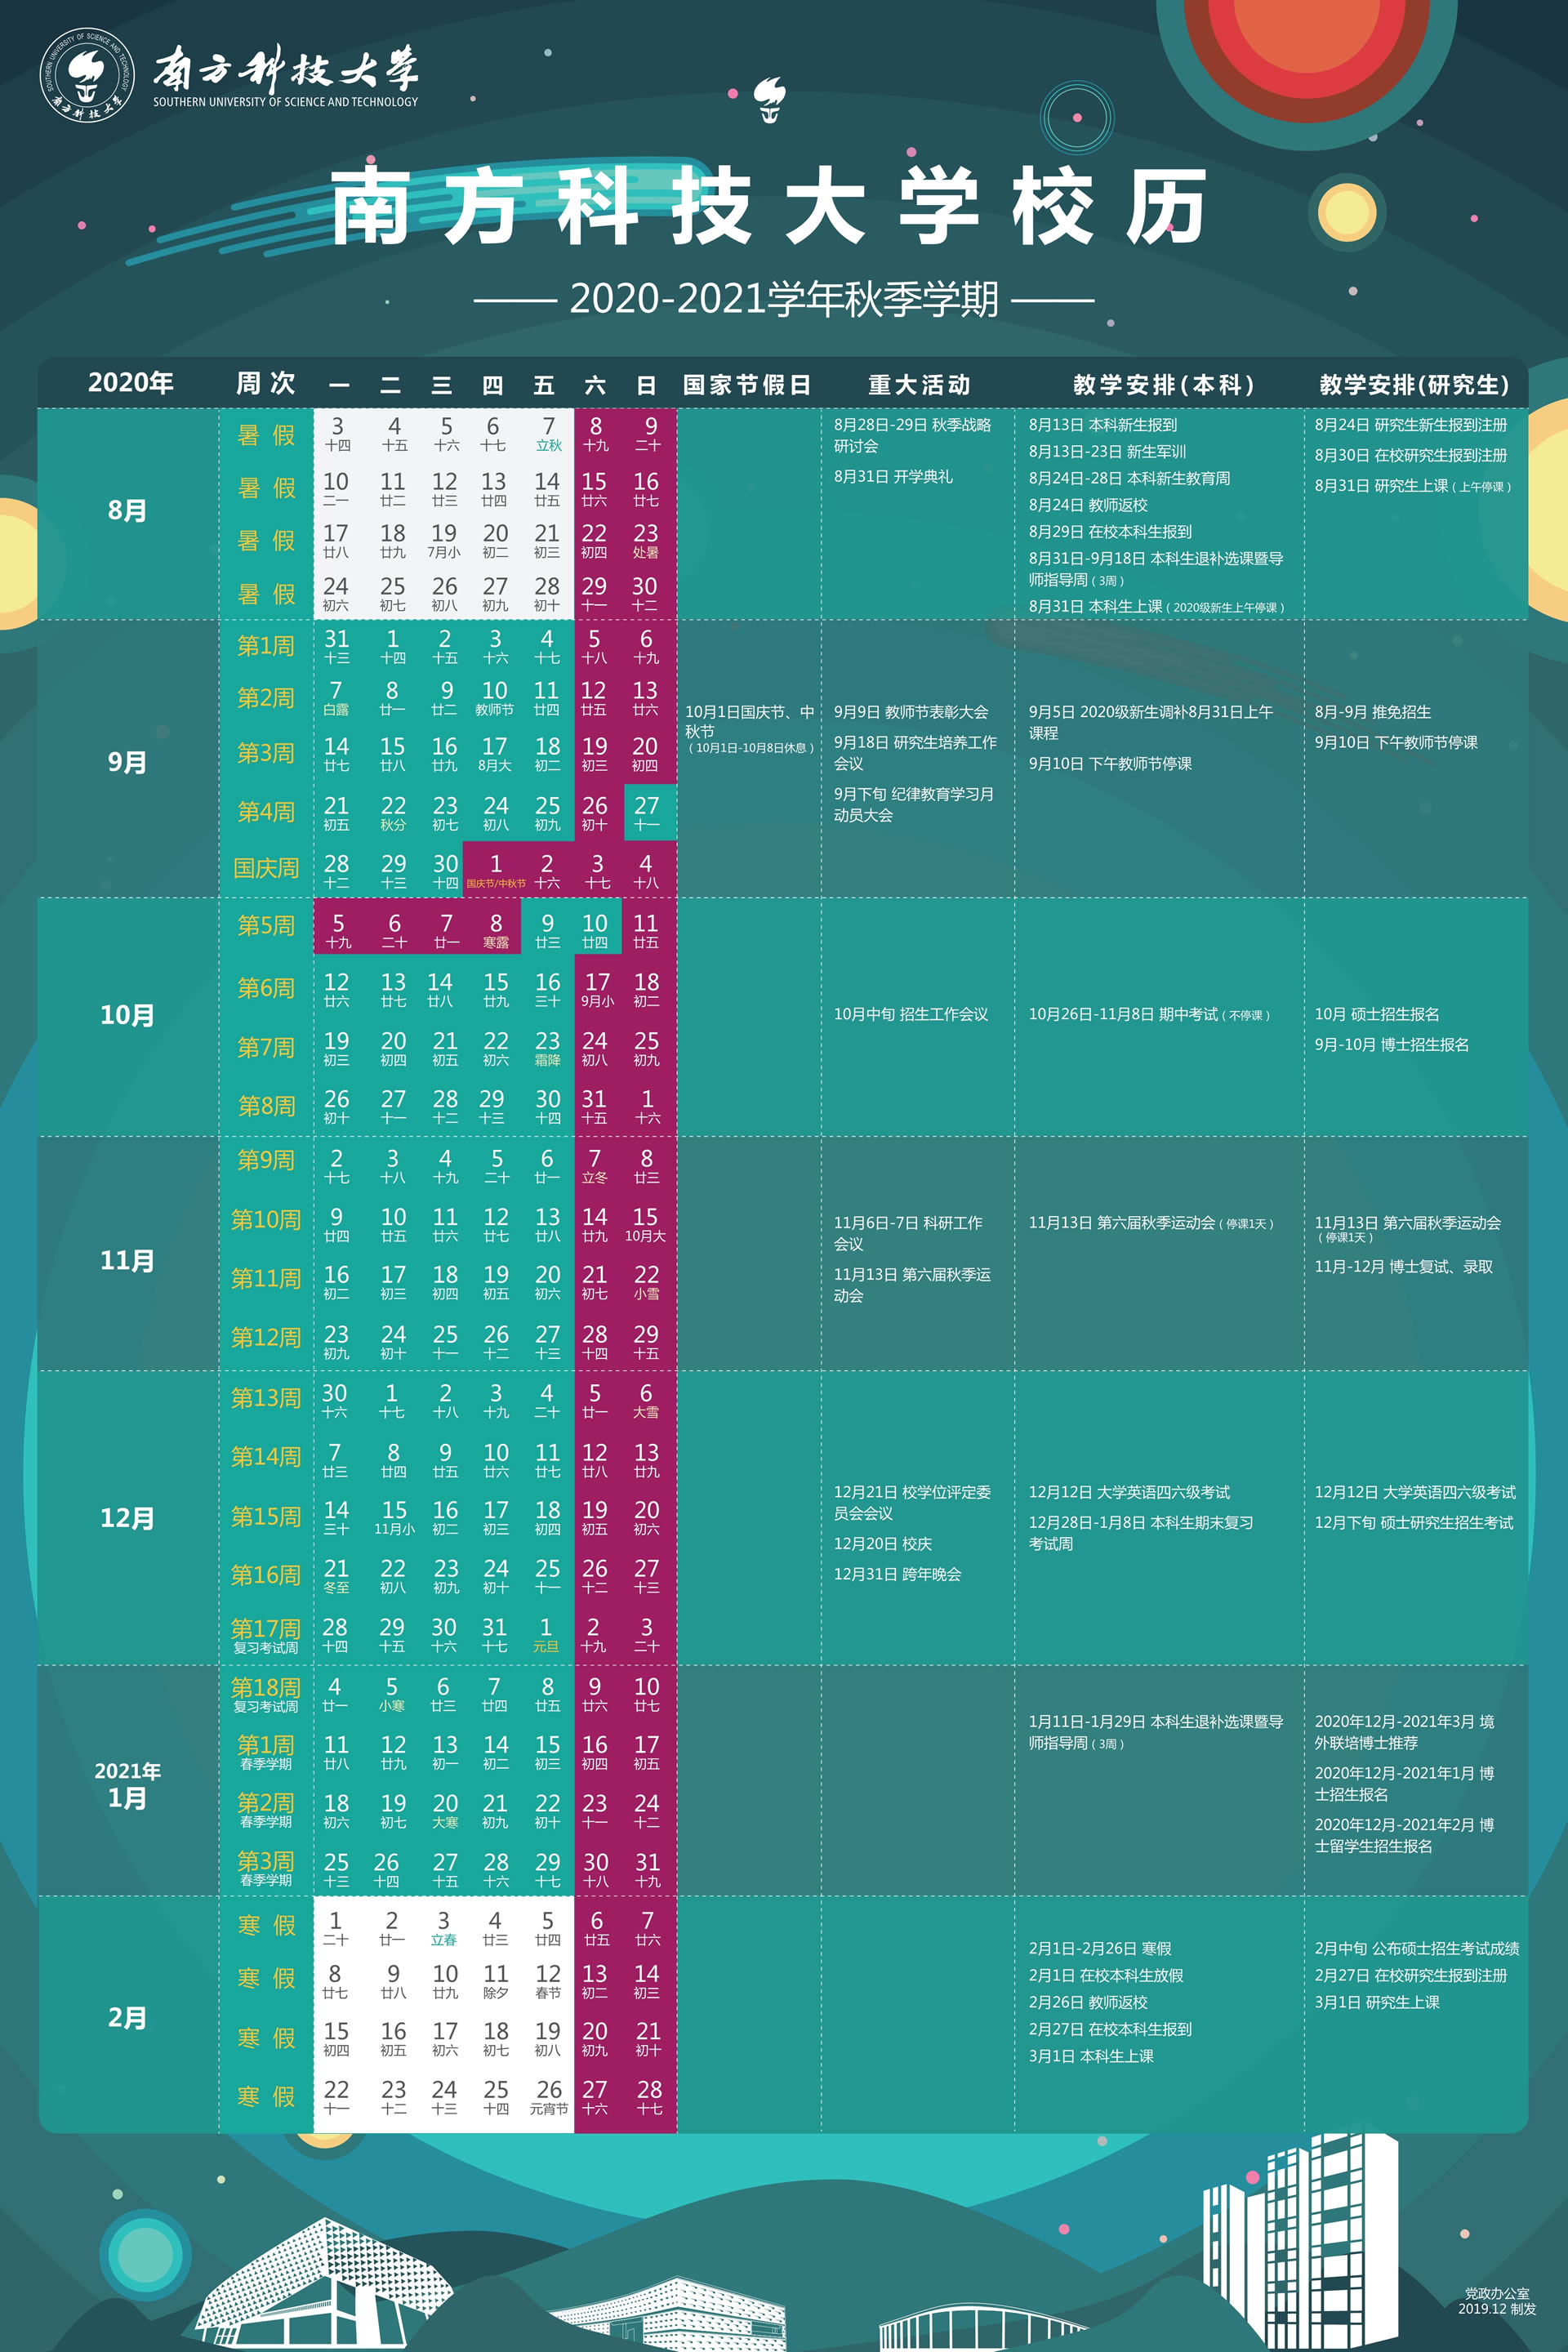 SOUTHERN UNIVERSITY OF SCIENCE AND TECHNOLOGY
南方科技大学
南方科技大学
SOUTHERN UNIVERSITY OF SCIENCE AND TECHNOLOGY
南方科技大学校历
2020-2021学年秋季学期
2020年 周次 一 二 三 四 五 六 日 国家节假日 重大活动 教学安排(本科) 教学安排(研究生)
8月
暑假 3 4 5 6 7 8 9
十四 十五 十六 十七 立秋 十九 二十
暑假 10 11 12 13 14 15 16
二一 廿二 廿三 廿四 廿五 廿六 廿七
暑假 17 18 19 20 21 22 23
廿八 廿九 7月小 初二 初三 初四 处暑
暑假 24 25 26 27 28 29 30
初六 初七 初八 初九 初十 十一 十二
8月28日-29日 秋季战略
研讨会
8月31日 开学典礼
8月13日 本科新生报到
8月13日-23日 新生军训
8月24日-28日 本科新生教育周
8月24日 教师返校
8月29日 在校本科生报到
8月31日-9月18日 本科生退补选课暨导
师指导周（3周）
8月31日 本科生上课（2020级新生上午停课）
8月24日 研究生新生报到注册
8月30日 在校研究生报到注册
8月31日 研究生上课（上午停课）
9月
第1周 31 1 2 3 4 5 6
十三 十四 十五 十六 十七 十八 十九
第2周 7 8 9 10 11 12 13
白露 廿一 廿二 教师节 廿四 廿五 廿六
第3周 14 15 16 17 18 19 20
廿七 廿八 廿九 8月大 初二 初三 初四
第4周 21 22 23 24 25 26 27
初五 秋分 初七 初八 初九 初十 十一
国庆周 28 29 30 1 2 3 4
十二 十三 十四 国庆节/中秋节 十六 十七 十八
10月1日国庆节、中
秋节
（10月1日-10月8日休息）
9月9日 教师节表彰大会
9月18日 研究生培养工作
会议
9月下旬 纪律教育学习月
动员大会
9月5日 2020级新生调补8月31日上午
课程
9月10日 下午教师节停课
8月-9月 推免招生
9月10日 下午教师节停课
10月
第5周 5 6 7 8 9 10 11
十九 二十 廿一 寒露 廿三 廿四 廿五
第6周 12 13 14 15 16 17 18
廿六 廿七 廿八 廿九 三十 9月小 初二
第7周 19 20 21 22 23 24 25
初三 初四 初五 初六 霜降 初八 初九
第8周 26 27 28 29 30 31 1
初十 十一 十二 十三 十四 十五 十六
10月中旬 招生工作会议
10月26日-11月8日 期中考试（不停课）
10月 硕士招生报名
9月-10月 博士招生报名
11月
第9周 2 3 4 5 6 7 8
十七 十八 十九 二十 廿一 立冬 廿三
第10周 9 10 11 12 13 14 15
廿四 廿五 廿六 廿七 廿八 廿九 10月大
第11周 16 17 18 19 20 21 22
初二 初三 初四 初五 初六 初七 小雪
第12周 23 24 25 26 27 28 29
初九 初十 十一 十二 十三 十四 十五
11月6日-7日 科研工作
会议
11月13日 第六届秋季运
动会
11月13日 第六届秋季运动会（停课1天）
11月13日 第六届秋季运动会
（停课1天）
11月-12月 博士复试、录取
12月
第13周 30 1 2 3 4 5 6
十六 十七 十八 十九 二十 廿一 大雪
第14周 7 8 9 10 11 12 13
廿三 廿四 廿五 廿六 廿七 廿八 廿九
第15周 14 15 16 17 18 19 20
三十 11月小 初二 初三 初四 初五 初六
第16周 21 22 23 24 25 26 27
冬至 初八 初九 初十 十一 十二 十三
第17周 28 29 30 31 1 2 3
复习考试周 十四 十五 十六 十七 元旦 十九 二十
12月21日 校学位评定委
员会会议
12月20日 校庆
12月31日 跨年晚会
12月12日 大学英语四六级考试
12月28日-1月8日 本科生期末复习
考试周
12月12日 大学英语四六级考试
12月下旬 硕士研究生招生考试
2021年
1月
第18周 4 5 6 7 8 9 10
复习考试周 廿一 小寒 廿三 廿四 廿五 廿六 廿七
第1周 11 12 13 14 15 16 17
春季学期 廿八 廿九 初一 初二 初三 初四 初五
第2周 18 19 20 21 22 23 24
春季学期 初六 初七 大寒 初九 初十 十一 十二
第3周 25 26 27 28 29 30 31
春季学期 十三 十四 十五 十六 十七 十八 十九
1月11日-1月29日 本科生退补选课暨导
师指导周（3周）
2020年12月-2021年3月 境
外联培博士推荐
2020年12月-2021年1月 博
士招生报名
2020年12月-2021年2月 博
士留学生招生报名
2月
寒假 1 2 3 4 5 6 7
二十 廿一 立春 廿三 廿四 廿五 廿六
寒假 8 9 10 11 12 13 14
廿七 廿八 廿九 除夕 春节 初二 初三
寒假 15 16 17 18 19 20 21
初四 初五 初六 初七 初八 初九 初十
寒假 22 23 24 25 26 27 28
十一 十二 十三 十四 元宵节 十六 十七
2月1日-2月26日 寒假
2月1日 在校本科生放假
2月26日 教师返校
2月27日 在校本科生报到
3月1日 本科生上课
2月中旬 公布硕士招生考试成绩
2月27日 在校研究生报到注册
3月1日 研究生上课
党政办公室
2019.12 制发